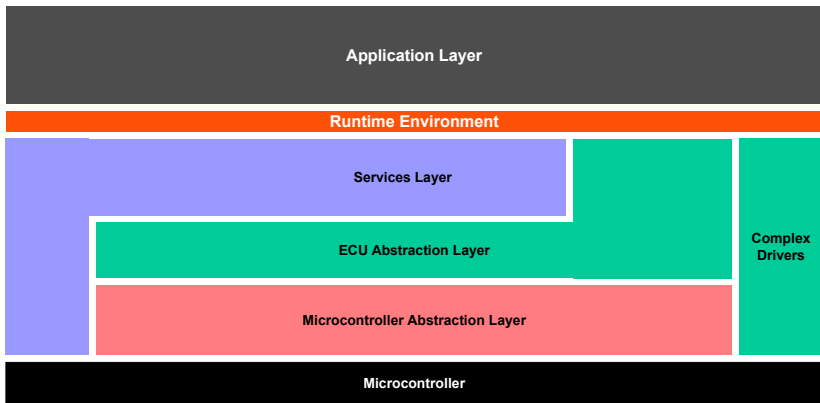 Application Layer
Runtime Environment
Services Layer
ECU Abstraction Layer
Complex
Drivers
Microcontroller Abstraction Layer
Microcontroller